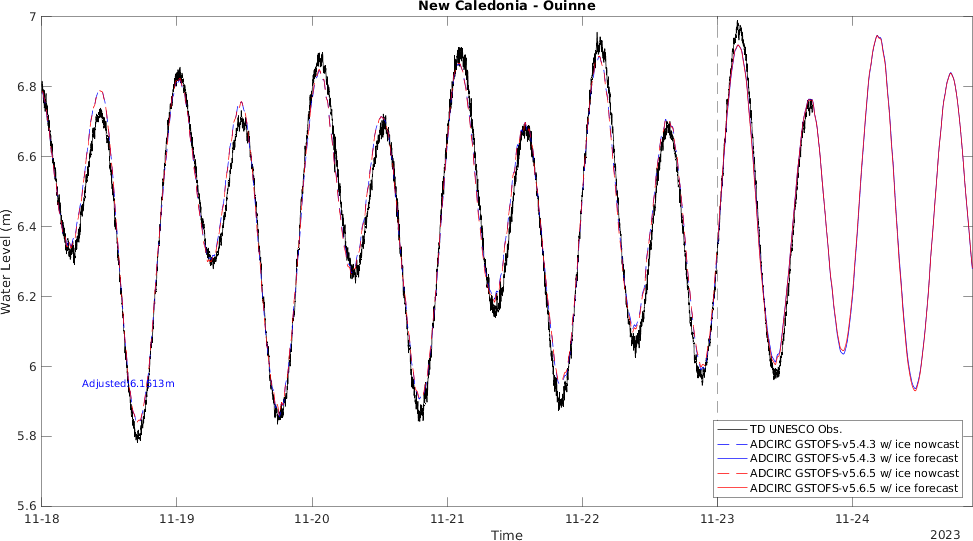 New Caledonia - Ouinne
Water Level (m)
7
6.8
6.6
6.4
6.2
6
5.8
5.6
Adjusted:6.1613m
TD UNESCO Obs.
ADCIRC GSTOFS-v5.4.3 w/ ice nowcast
ADCIRC GSTOFS-v5.4.3 w/ ice forecast
ADCIRC GSTOFS-v5.6.5 w/ ice nowcast
ADCIRC GSTOFS-v5.6.5 w/ ice forecast
11-18 11-19 11-20 11-21 11-22 11-23 11-24
Time
2023